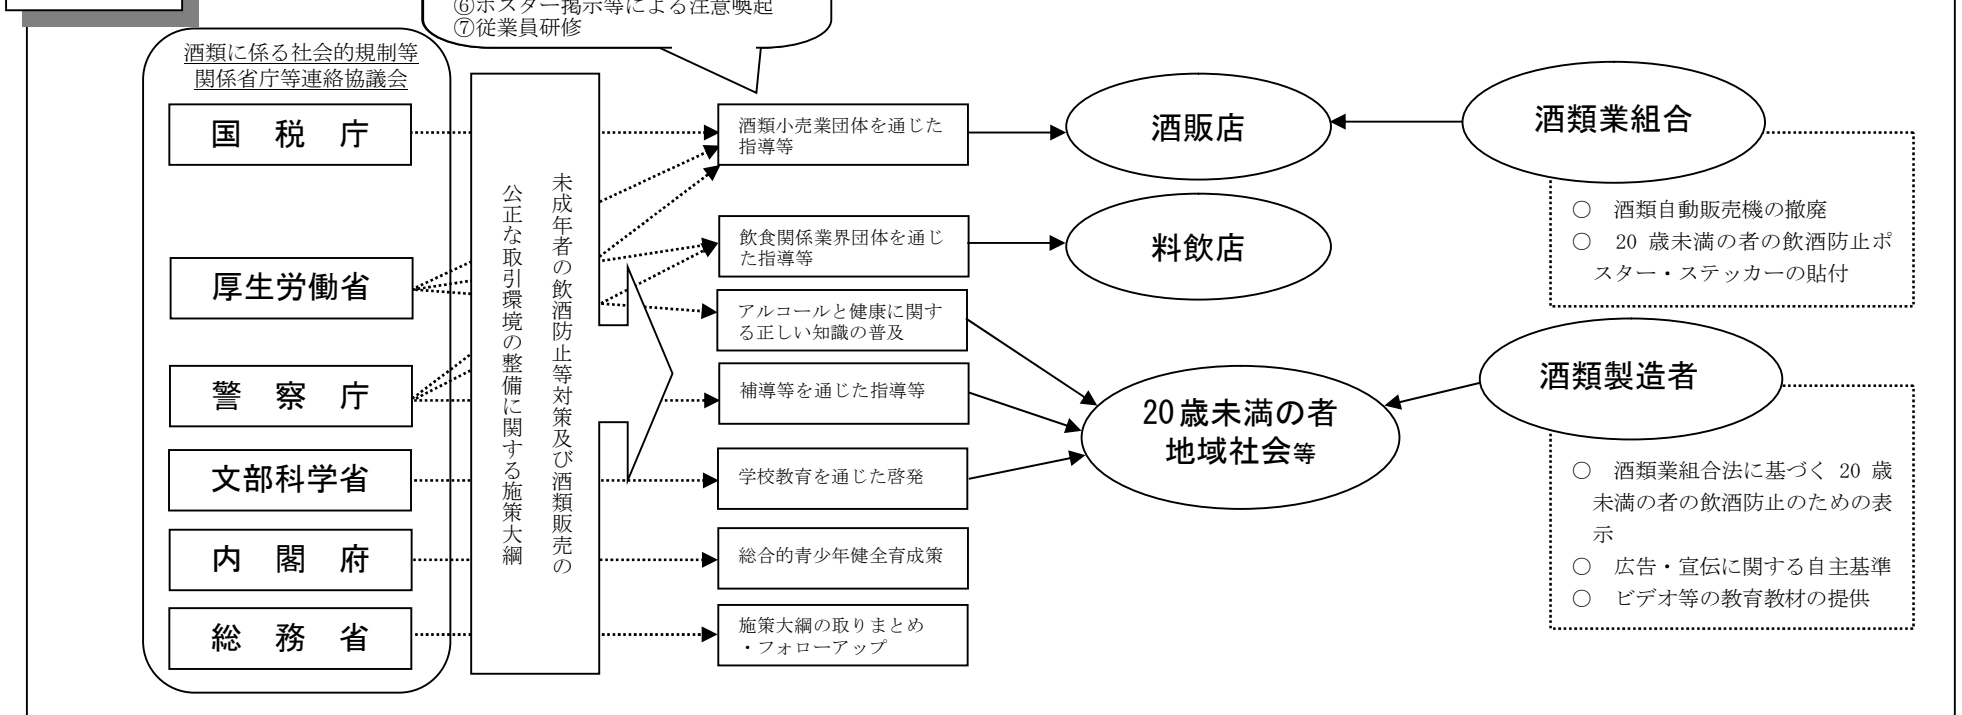 ⑥ポスター掲示等による注意喚起
⑦従業員研修
酒類に係る社会的規制等
関係省庁等連絡協議会
国 税 庁
厚生労働省
警 察 庁
文部科学省
内 閣 府
総 務 省
未成年者の飲酒防止等対策及び酒類販売の
公正な取引環境の整備に関する施策大綱
酒類小売業団体を通じた
指導等
飲食関係業界団体を通じ
た指導等
アルコールと健康に関す
る正しい知識の普及
補導等を通じた指導等
学校教育を通じた啓発
総合的青少年健全育成策
施策大綱の取りまとめ
・フォローアップ
酒販店
料飲店
20歳未満の者
地域社会等
酒類業組合
○ 酒類自動販売機の撤廃
○ 20 歳未満の者の飲酒防止ポ
スター・ステッカーの貼付
酒類製造者
○ 酒類業組合法に基づく 20 歳
未満の者の飲酒防止のための表
示
○ 広告・宣伝に関する自主基準
○ ビデオ等の教育教材の提供